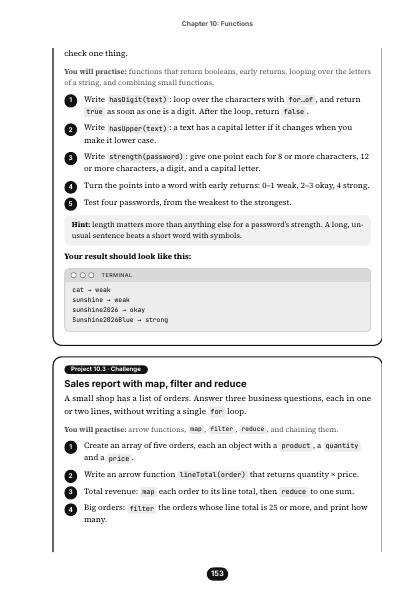 Chapter 10: Functions
check one thing.
You will practise: functions that return booleans, early returns, looping over the letters
of a string, and combining small functions.
1 Write hasDigit(text): loop over the characters with for…of, and return
true as soon as one is a digit. After the loop, return false.
2 Write hasUpper(text): a text has a capital letter if it changes when you
make it lower case.
3 Write strength(password): give one point each for 8 or more characters, 12
or more characters, a digit, and a capital letter.
4 Turn the points into a word with early returns: 0–1 weak, 2–3 okay, 4 strong.
5 Test four passwords, from the weakest to the strongest.
Hint: length matters more than anything else for a password's strength. A long, un-
usual sentence beats a short word with symbols.
Your result should look like this:
TERMINAL
cat → weak
sunshine → weak
sunshine2026 → okay
Sunshine2026Blue → strong
Project 10.3 · Challenge
Sales report with map, filter and reduce
A small shop has a list of orders. Answer three business questions, each in one
or two lines, without writing a single for loop.
You will practise: arrow functions, map, filter, reduce, and chaining them.
1 Create an array of five orders, each an object with a product, a quantity
and a price.
2 Write an arrow function lineTotal(order) that returns quantity × price.
3 Total revenue: map each order to its line total, then reduce to one sum.
4 Big orders: filter the orders whose line total is 25 or more, and print how
many.
153